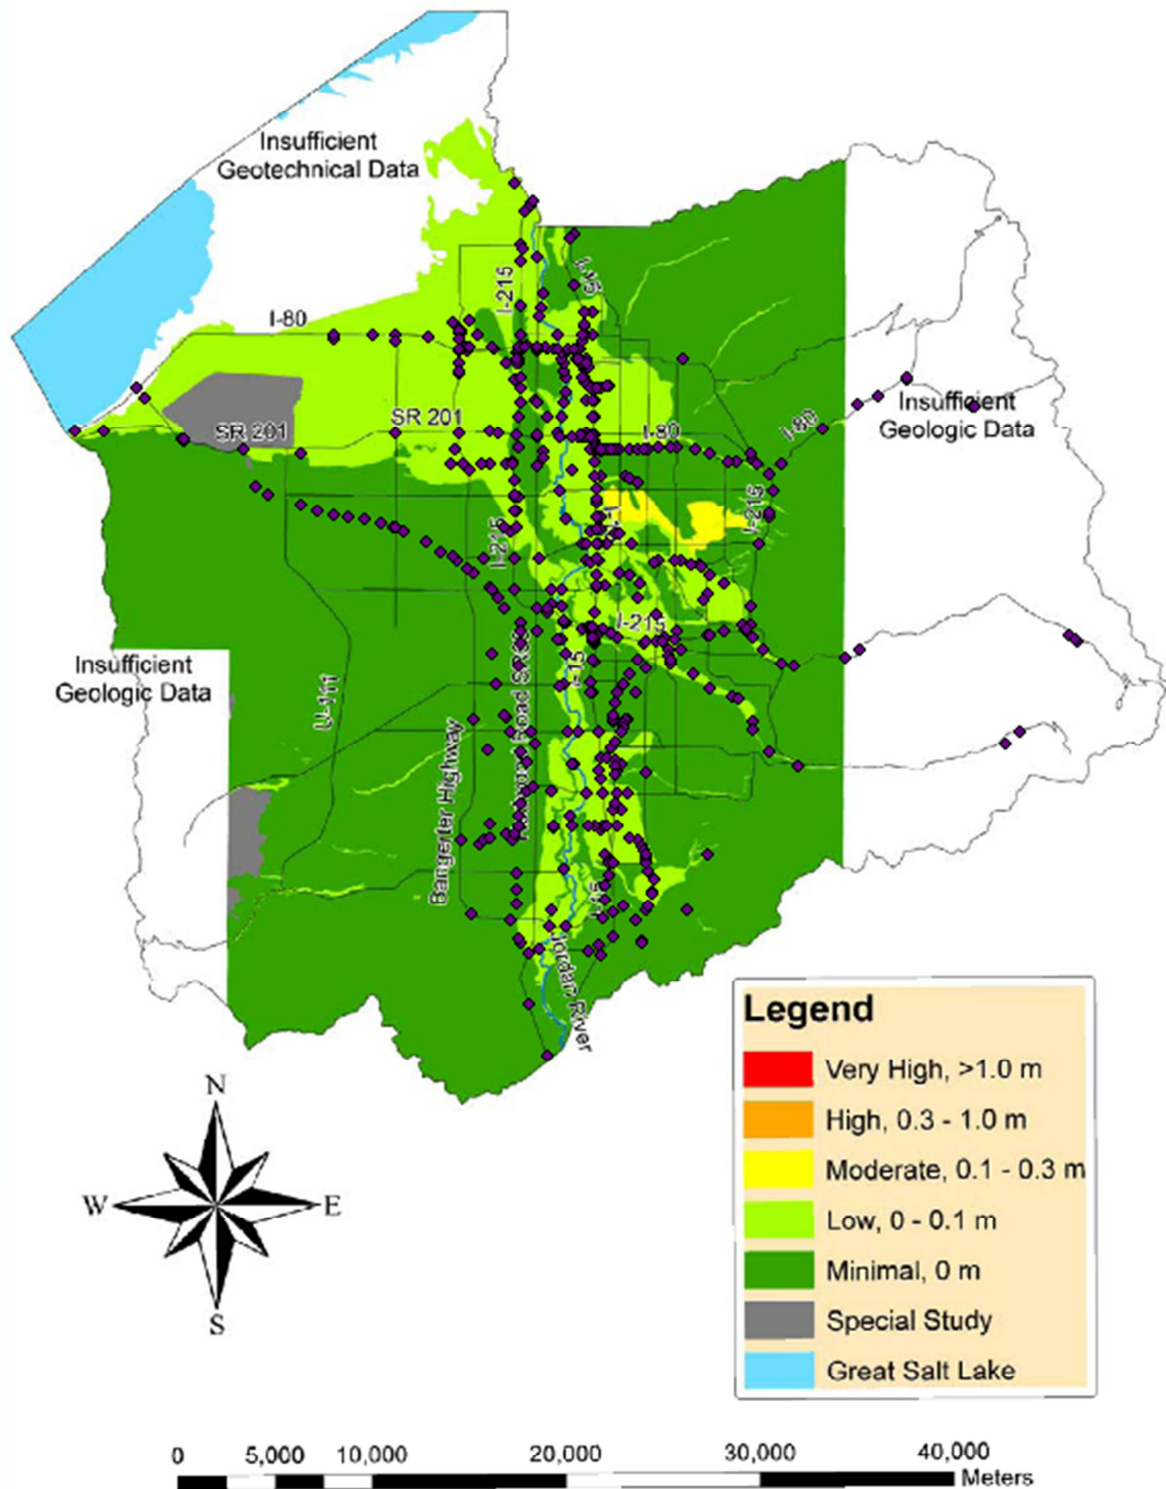 Insufficient
Geotechnical Data
I-215
I-15
I-80
SR 201
SR 201
I-80
I-80
Insufficient
Geologic Data
I-215
I-215
I-215
I-15
Insufficient
Geologic Data
U-111
Bangerter Highway
Road
I-15
Jordan River
Legend
Very High, >1.0 m
High, 0.3 - 1.0 m
Moderate, 0.1 - 0.3 m
Low, 0 - 0.1 m
Minimal, 0 m
Special Study
Great Salt Lake
N
W
E
S
0
5,000
10,000
20,000
30,000
40,000
Meters